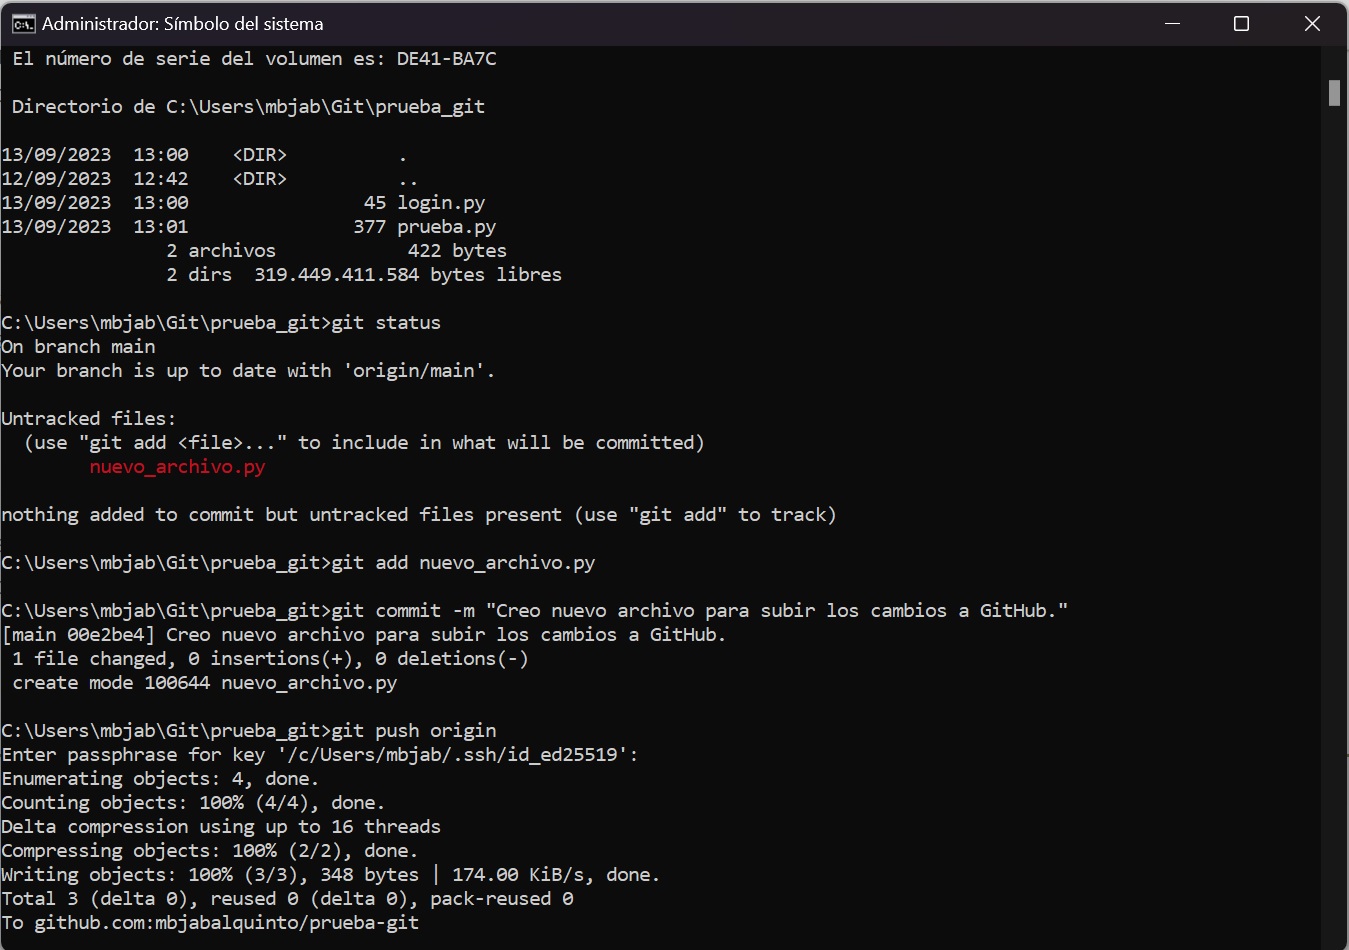 Administrador: Símbolo del sistema
El número de serie del volumen es: DE41-BA7C
Directorio de C:\Users\mbjab\Git\prueba_git
13/09/2023  13:00    <DIR>          .
12/09/2023  12:42    <DIR>          ..
13/09/2023  13:00                45 login.py
13/09/2023  13:01               377 prueba.py
2 archivos            422 bytes
2 dirs  319.449.411.584 bytes libres
C:\Users\mbjab\Git\prueba_git>git status
On branch main
Your branch is up to date with 'origin/main'.
Untracked files:
(use "git add <file>..." to include in what will be committed)
nuevo_archivo.py
nothing added to commit but untracked files present (use "git add" to track)
C:\Users\mbjab\Git\prueba_git>git add nuevo_archivo.py
C:\Users\mbjab\Git\prueba_git>git commit -m "Creo nuevo archivo para subir los cambios a GitHub."
[main 00e2be4] Creo nuevo archivo para subir los cambios a GitHub.
1 file changed, 0 insertions(+), 0 deletions(-)
create mode 100644 nuevo_archivo.py
C:\Users\mbjab\Git\prueba_git>git push origin
Enter passphrase for key '/c/Users/mbjab/.ssh/id_ed25519':
Enumerating objects: 4, done.
Counting objects: 100% (4/4), done.
Delta compression using up to 16 threads
Compressing objects: 100% (2/2), done.
Writing objects: 100% (3/3), 348 bytes | 174.00 KiB/s, done.
Total 3 (delta 0), reused 0 (delta 0), pack-reused 0
To github.com:mbjabalquinto/prueba-git